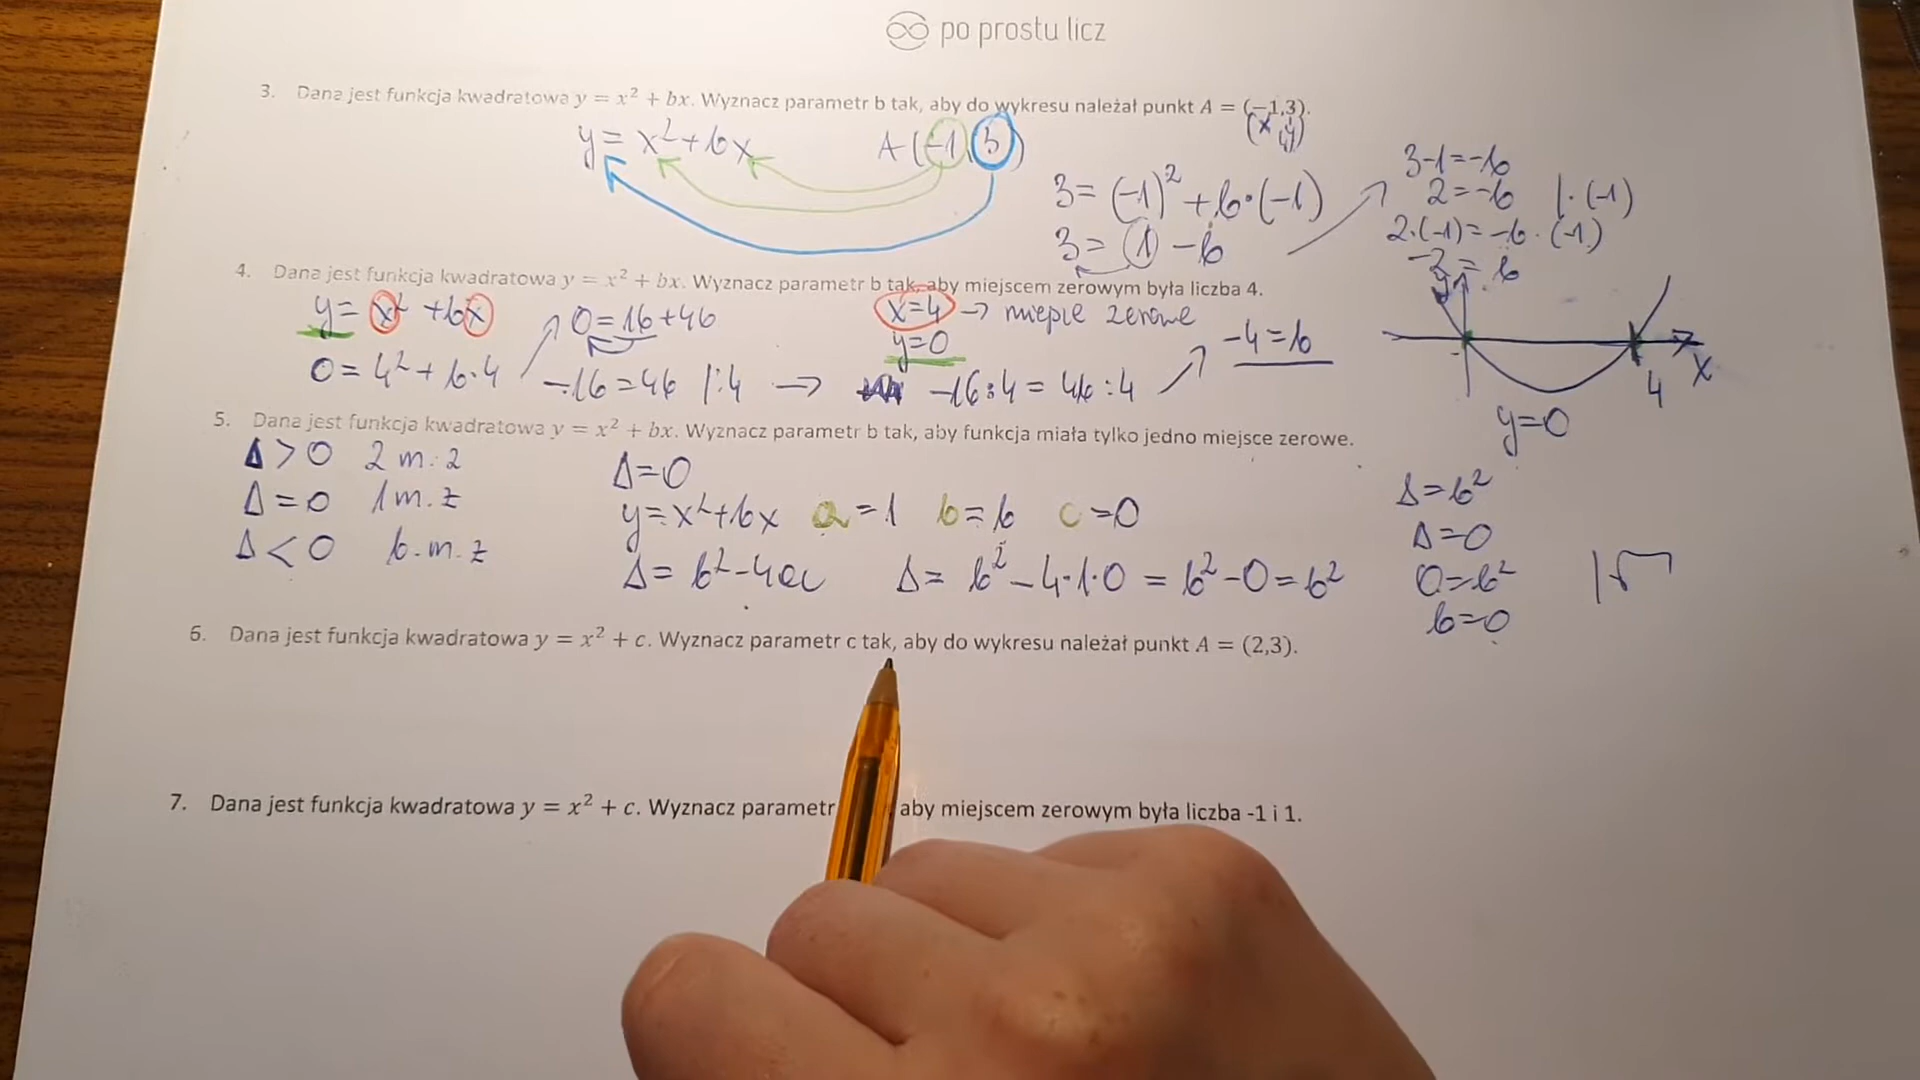 po prostu licz
3. Dana jest funkcja kwadratowa y = x² + bx. Wyznacz parametr b tak, aby do wykresu należał punkt A = (−1,3).
(x, y)
y = x² + bx A(-1, 3)
3 = (-1)² + b·(-1)
3 = 1 - b
3-1=-b
2=-b |·(-1)
2·(-1)=-b·(-1)
-2 = b
4. Dana jest funkcja kwadratowa y = x² + bx. Wyznacz parametr b tak, aby miejscem zerowym była liczba 4.
y = x² + bx
0 = 4² + b·4
0=16+4b
-16=4b |:4 →
x=4 → miejsce zerowe
y=0
-16:4 = 4b:4
-4=b
y
x
4
y=0
5. Dana jest funkcja kwadratowa y = x² + bx. Wyznacz parametr b tak, aby funkcja miała tylko jedno miejsce zerowe.
Δ>0 2 m. z
Δ=0 1 m. z
Δ<0 b. m. z
Δ=0
y=x²+bx a=1 b=b c=0
Δ= b²-4ac Δ= b²-4·1·0 = b²-0=b²
Δ=b²
Δ=0
0=b² |√
b=0
6. Dana jest funkcja kwadratowa y = x² + c. Wyznacz parametr c tak, aby do wykresu należał punkt A = (2,3).
7. Dana jest funkcja kwadratowa y = x² + c. Wyznacz parametr , aby miejscem zerowym była liczba -1 i 1.